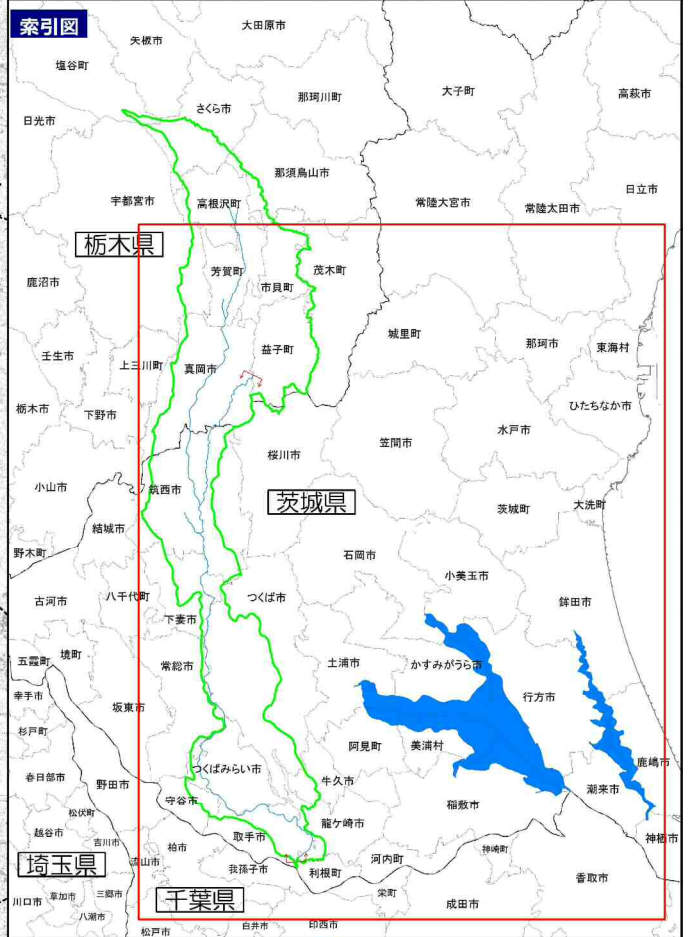 索引図
大田原市
矢板市
塩谷町
大子町
那珂川町
高萩市
さくら市
日光市
那須烏山市
日立市
宇都宮市
高根沢町
常陸大宮市
常陸太田市
栃木県
芳賀町
茂木町
鹿沼市
市貝町
城里町
那珂市
東海村
益子町
壬生市
上三川町
真岡市
ひたちなか市
栃木市
下野市
水戸市
笠間市
桜川市
小山市
筑西市
茨城県
茨城町
大洗町
結城市
野木町
石岡市
小美玉市
古河市
八千代町
つくば市
鉾田市
下妻市
五霞町
境町
常総市
土浦市
かすみがうら市
幸手市
行方市
坂東市
杉戸町
阿見町
美浦村
鹿嶋市
春日部市
野田市
つくばみらい市
牛久市
潮来市
守谷市
稲敷市
松伏町
龍ケ崎市
越谷市
吉川市
柏市
取手市
神栖市
埼玉県
流山市
我孫子市
利根町
河内町
神崎町
香取市
川口市
草加市
三郷市
千葉県
栄町
成田市
八潮市
松戸市
白井市
印西市